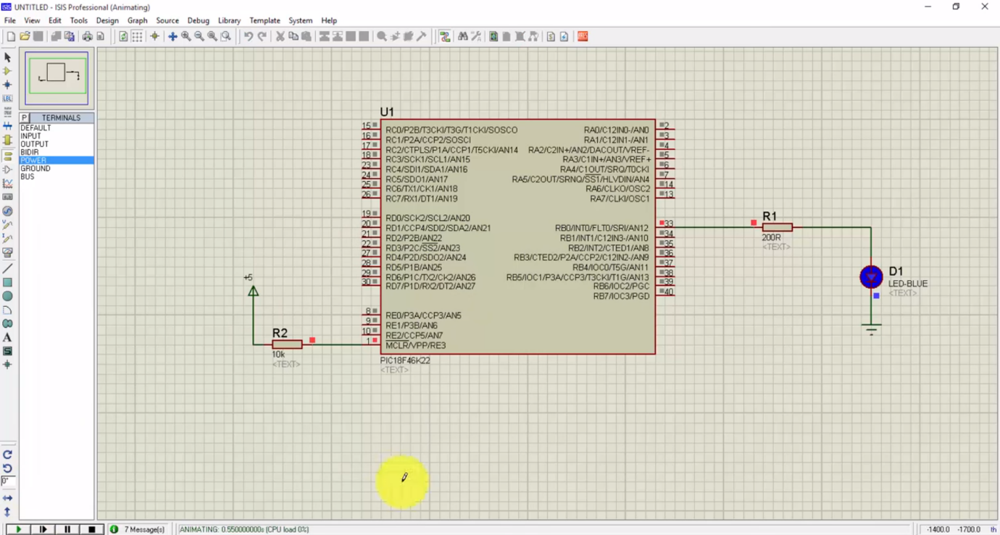 ISIS UNTITLED - ISIS Professional (Animating)
File View Edit Tools Design Graph Source Debug Library Template System Help
P TERMINALS
DEFAULT
INPUT
OUTPUT
BIDIR
POWER
GROUND
BUS
LBL
A
0°
U1
15 RC0/P2B/T3CKI/T3G/T1CKI/SOSCO
16 RC1/P2A/CCP2/SOSCI
17 RC2/CTPLS/P1A/CCP1/T5CKI/AN14
18 RC3/SCK1/SCL1/AN15
23 RC4/SDI1/SDA1/AN16
24 RC5/SDO1/AN17
25 RC6/TX1/CK1/AN18
26 RC7/RX1/DT1/AN19
19 RD0/SCK2/SCL2/AN20
20 RD1/CCP4/SDI2/SDA2/AN21
21 RD2/P2B/AN22
22 RD3/P2C/SS2/AN23
27 RD4/P2D/SDO2/AN24
28 RD5/P1B/AN25
29 RD6/P1C/TX2/CK2/AN26
30 RD7/P1D/RX2/DT2/AN27
8 RE0/P3A/CCP3/AN5
9 RE1/P3B/AN6
10 RE2/CCP5/AN7
1 MCLR/VPP/RE3
RA0/C12IN0-/AN0 2
RA1/C12IN1-/AN1 3
RA2/C2IN+/AN2/DACOUT/VREF- 4
RA3/C1IN+/AN3/VREF+ 5
RA4/C1OUT/SRQ/T0CKI 6
RA5/C2OUT/SRNQ/SS1/HLVDIN/AN4 7
RA6/CLKO/OSC2 14
RA7/CLKI/OSC1 13
RB0/INT0/FLT0/SRI/AN12 33
RB1/INT1/C12IN3-/AN10 34
RB2/INT2/CTED1/AN8 35
RB3/CTED2/P2A/CCP2/C12IN2-/AN9 36
RB4/IOC0/T5G/AN11 37
RB5/IOC1/P3A/CCP3/T3CKI/T1G/AN13 38
RB6/IOC2/PGC 39
RB7/IOC3/PGD 40
PIC18F46K22
<TEXT>
+5
R2
10k
<TEXT>
R1
200R
<TEXT>
D1
LED-BLUE
<TEXT>
7 Message(s) ANIMATING: 0.550000000s (CPU load 0%) -1400.0 -1700.0 th